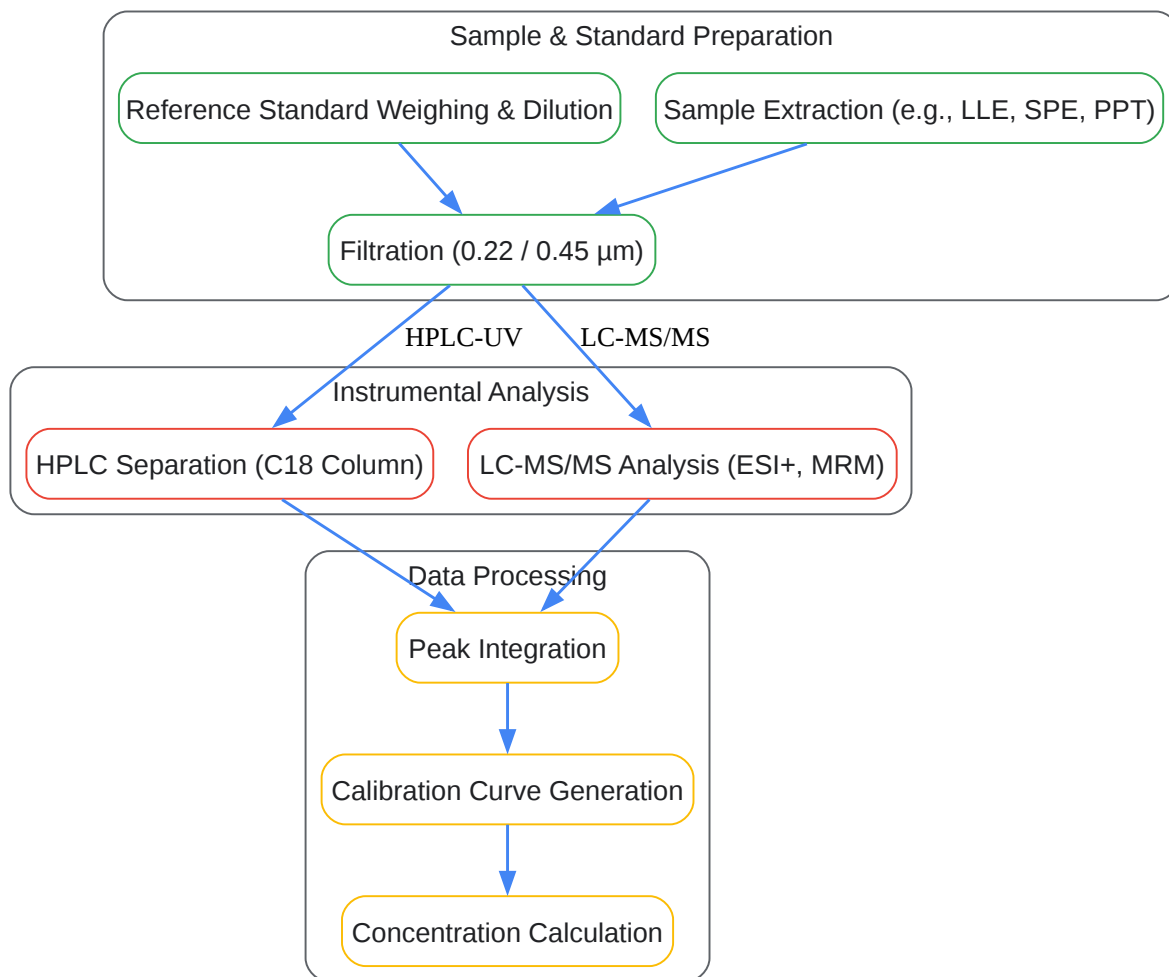 Sample & Standard Preparation
Reference Standard Weighing & Dilution
Sample Extraction (e.g., LLE, SPE, PPT)
Filtration (0.22 / 0.45 µm)
HPLC-UV
LC-MS/MS
Instrumental Analysis
HPLC Separation (C18 Column)
LC-MS/MS Analysis (ESI+, MRM)
Data Processing
Peak Integration
Calibration Curve Generation
Concentration Calculation